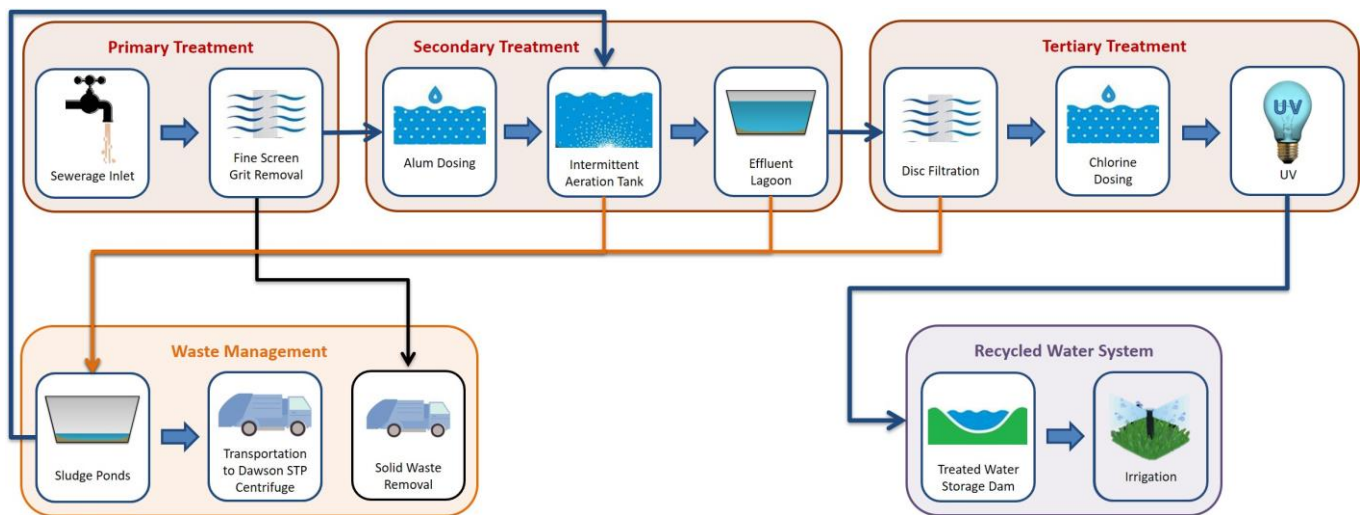 Primary Treatment
Sewerage Inlet
Fine Screen
Grit Removal
Secondary Treatment
Alum Dosing
Intermittent
Aeration Tank
Effluent
Lagoon
Tertiary Treatment
Disc Filtration
Chlorine
Dosing
UV
UV
Waste Management
Sludge Ponds
Transportation
to Dawson STP
Centrifuge
Solid Waste
Removal
Recycled Water System
Treated Water
Storage Dam
Irrigation